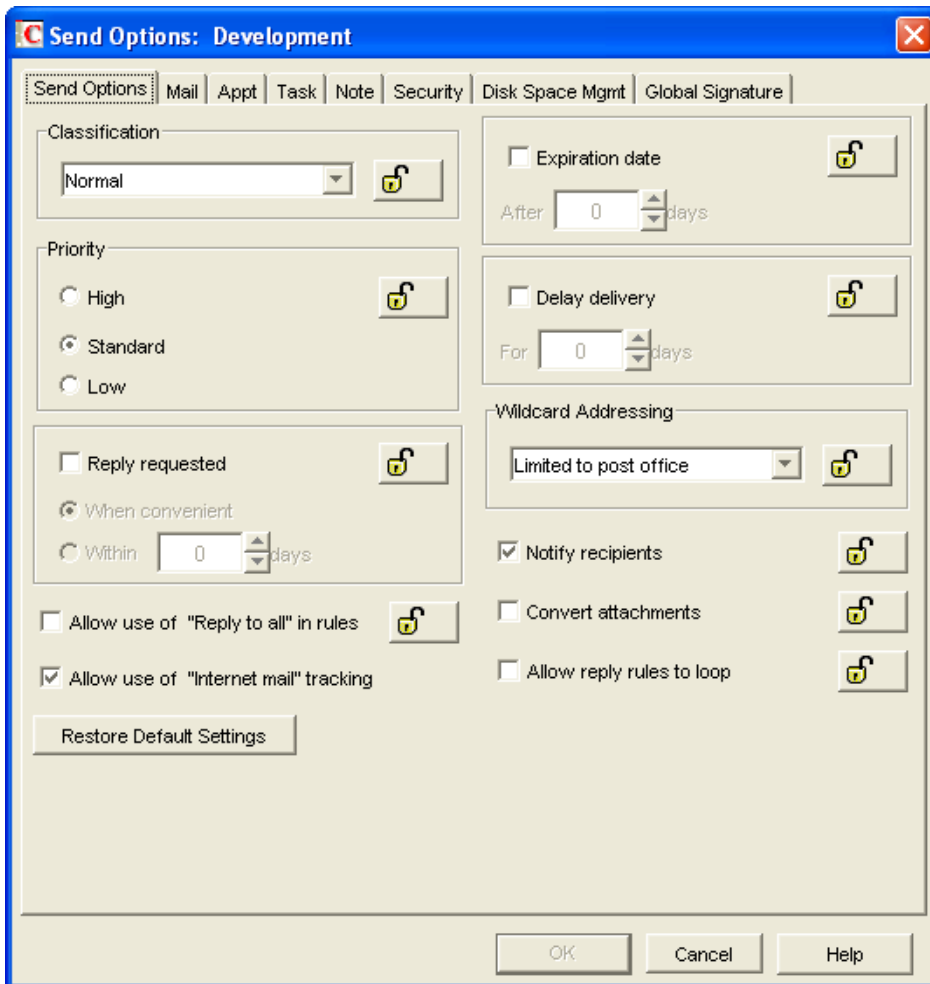 C Send Options: Development
Send Options Mail Appt Task Note Security Disk Space Mgmt Global Signature
Classification
Normal
Priority
High
Standard
Low
Reply requested
When convenient
Within 0 days
Allow use of "Reply to all" in rules
Allow use of "Internet mail" tracking
Restore Default Settings
Expiration date
After 0 days
Delay delivery
For 0 days
Wildcard Addressing
Limited to post office
Notify recipients
Convert attachments
Allow reply rules to loop
OK Cancel Help